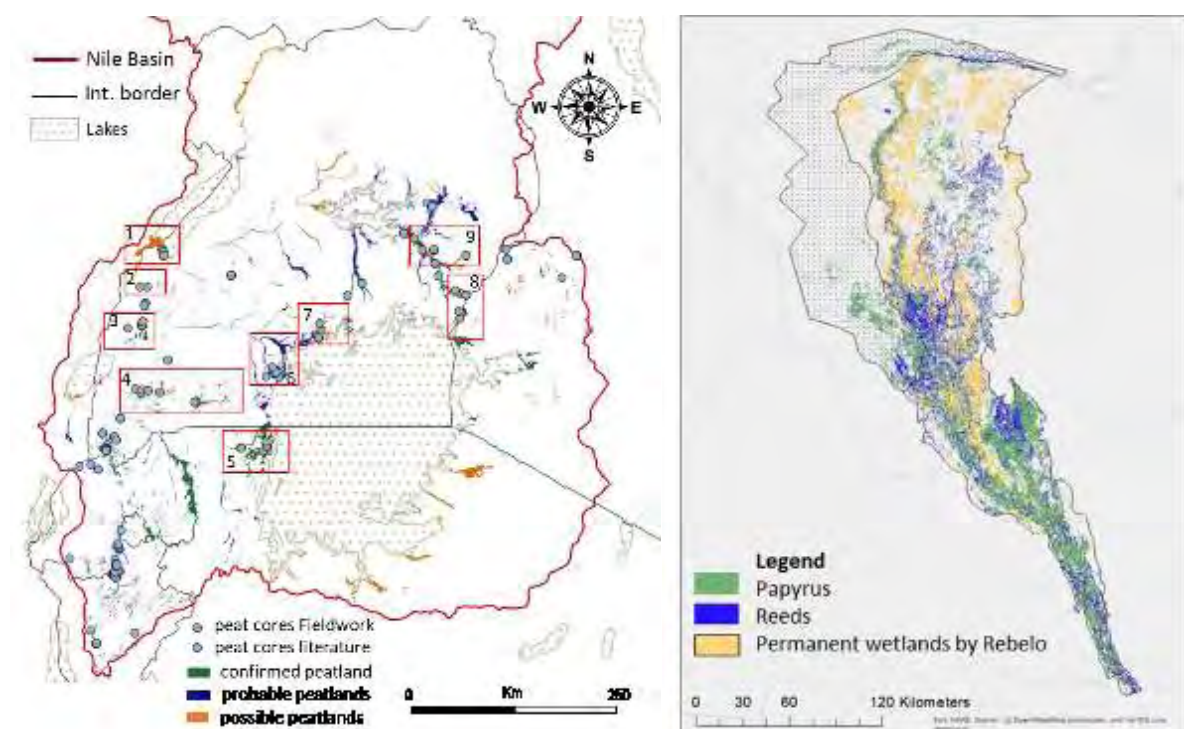 Nile Basin
Int. border
Lakes
N
W E
S
1
2
3
4
5
6
7
8
9
peat cores Fieldwork
peat cores literature
confirmed peatland
probable peatlands
possible peatlands
0 Km 250
Legend
Papyrus
Reeds
Permanent wetlands by Rebelo
0 30 60 120 Kilometers